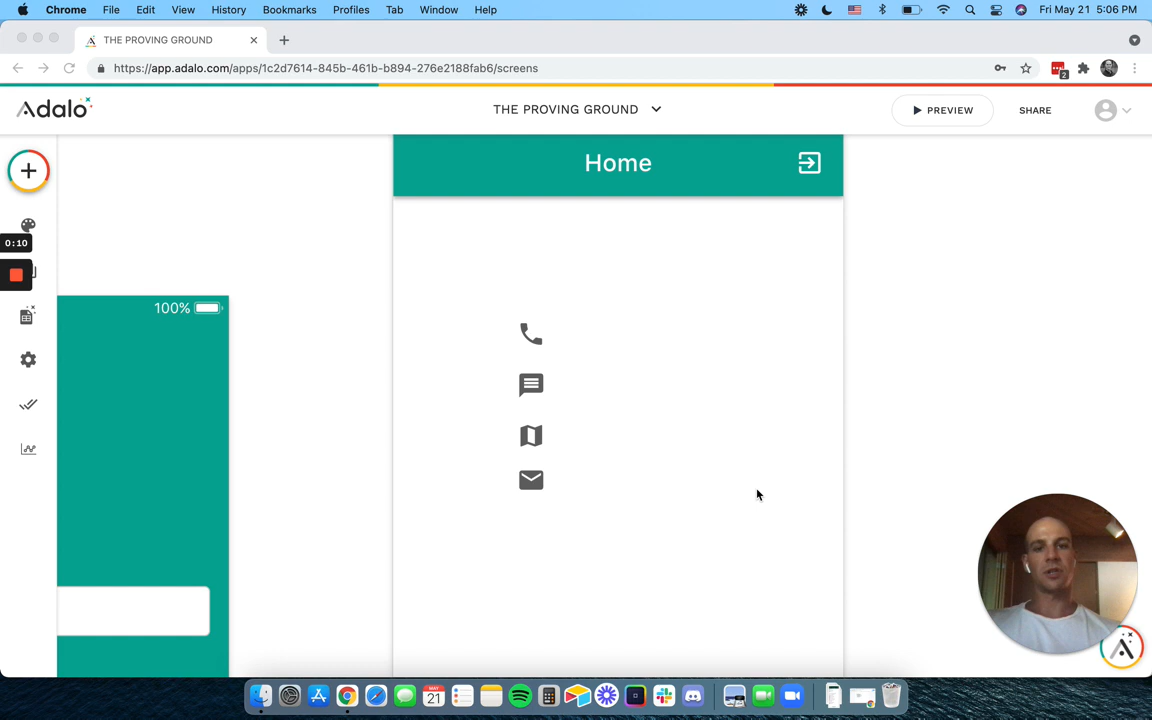 Chrome File Edit View History Bookmarks Profiles Tab Window Help Fri May 21 5:06 PM
THE PROVING GROUND
https://app.adalo.com/apps/1c2d7614-845b-461b-b894-276e2188fab6/screens
2
Adalo THE PROVING GROUND PREVIEW SHARE
Home
0:10
100%
21